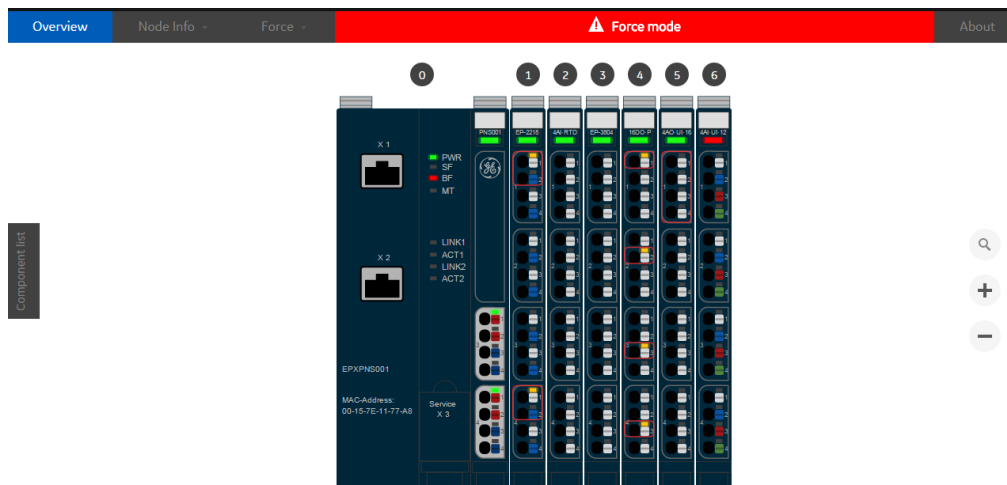 Overview
Node Info
Force
Force mode
About
0
1
2
3
4
5
6
PNS001
EP-2218
4AI-RTD
EP-3804
16DO-P
4AO-UI-16
4AI-UI-12
X 1
PWR
SF
BF
MT
LINK1
ACT1
LINK2
ACT2
X 2
Component list
EPXPNS001
MAC-Address:
00-15-7E-11-77-A8
Service
X 3